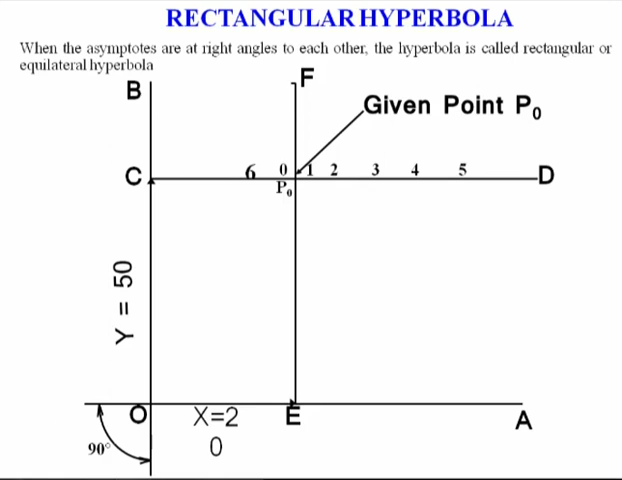 RECTANGULAR HYPERBOLA
When the asymptotes are at right angles to each other, the hyperbola is called rectangular or
equilateral hyperbola
F
B
Given Point P₀
C 6 0 1 2 3 4 5 D
P₀
Y = 50
O X=2 E A
0
90°